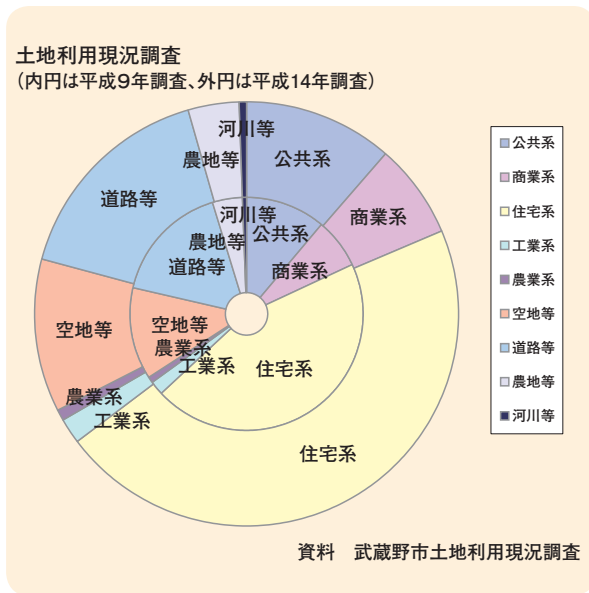 土地利用現況調査
（内円は平成9年調査、外円は平成14年調査）
河川等
農地等
公共系
道路等
商業系
河川等
農地等
公共系
道路等
商業系
空地等
空地等
農業系
工業系
住宅系
農業系
工業系
住宅系
公共系
商業系
住宅系
工業系
農業系
空地等
道路等
農地等
河川等
資料　武蔵野市土地利用現況調査